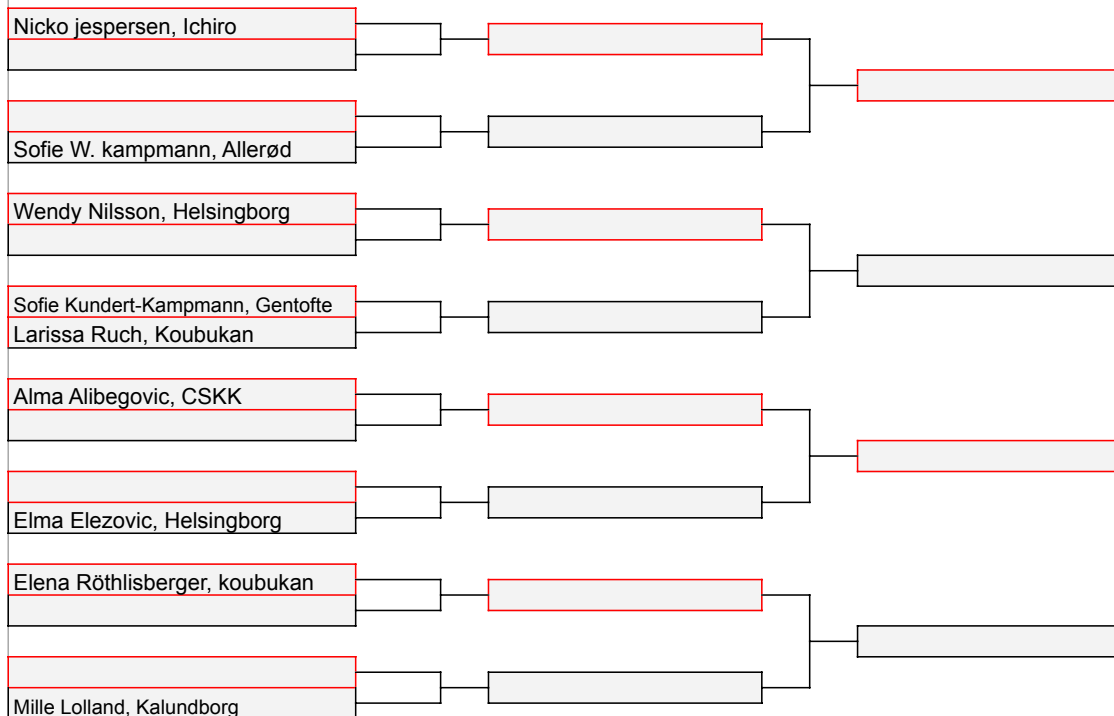 Nicko jespersen, Ichiro
Sofie W. kampmann, Allerød
Wendy Nilsson, Helsingborg
Sofie Kundert-Kampmann, Gentofte
Larissa Ruch, Koubukan
Alma Alibegovic, CSKK
Elma Elezovic, Helsingborg
Elena Röthlisberger, koubukan
Mille Lolland, Kalundborg